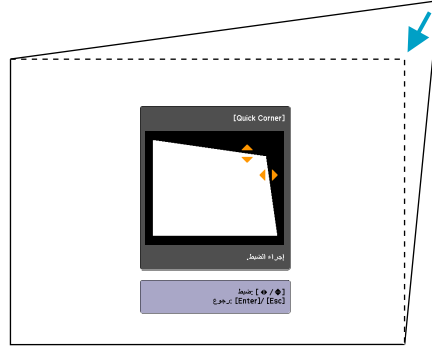 [Quick Corner]
إجراء الضبط.
[ ◆ / ◆ ] :ضبط
[Esc] /[Enter] :رجوع